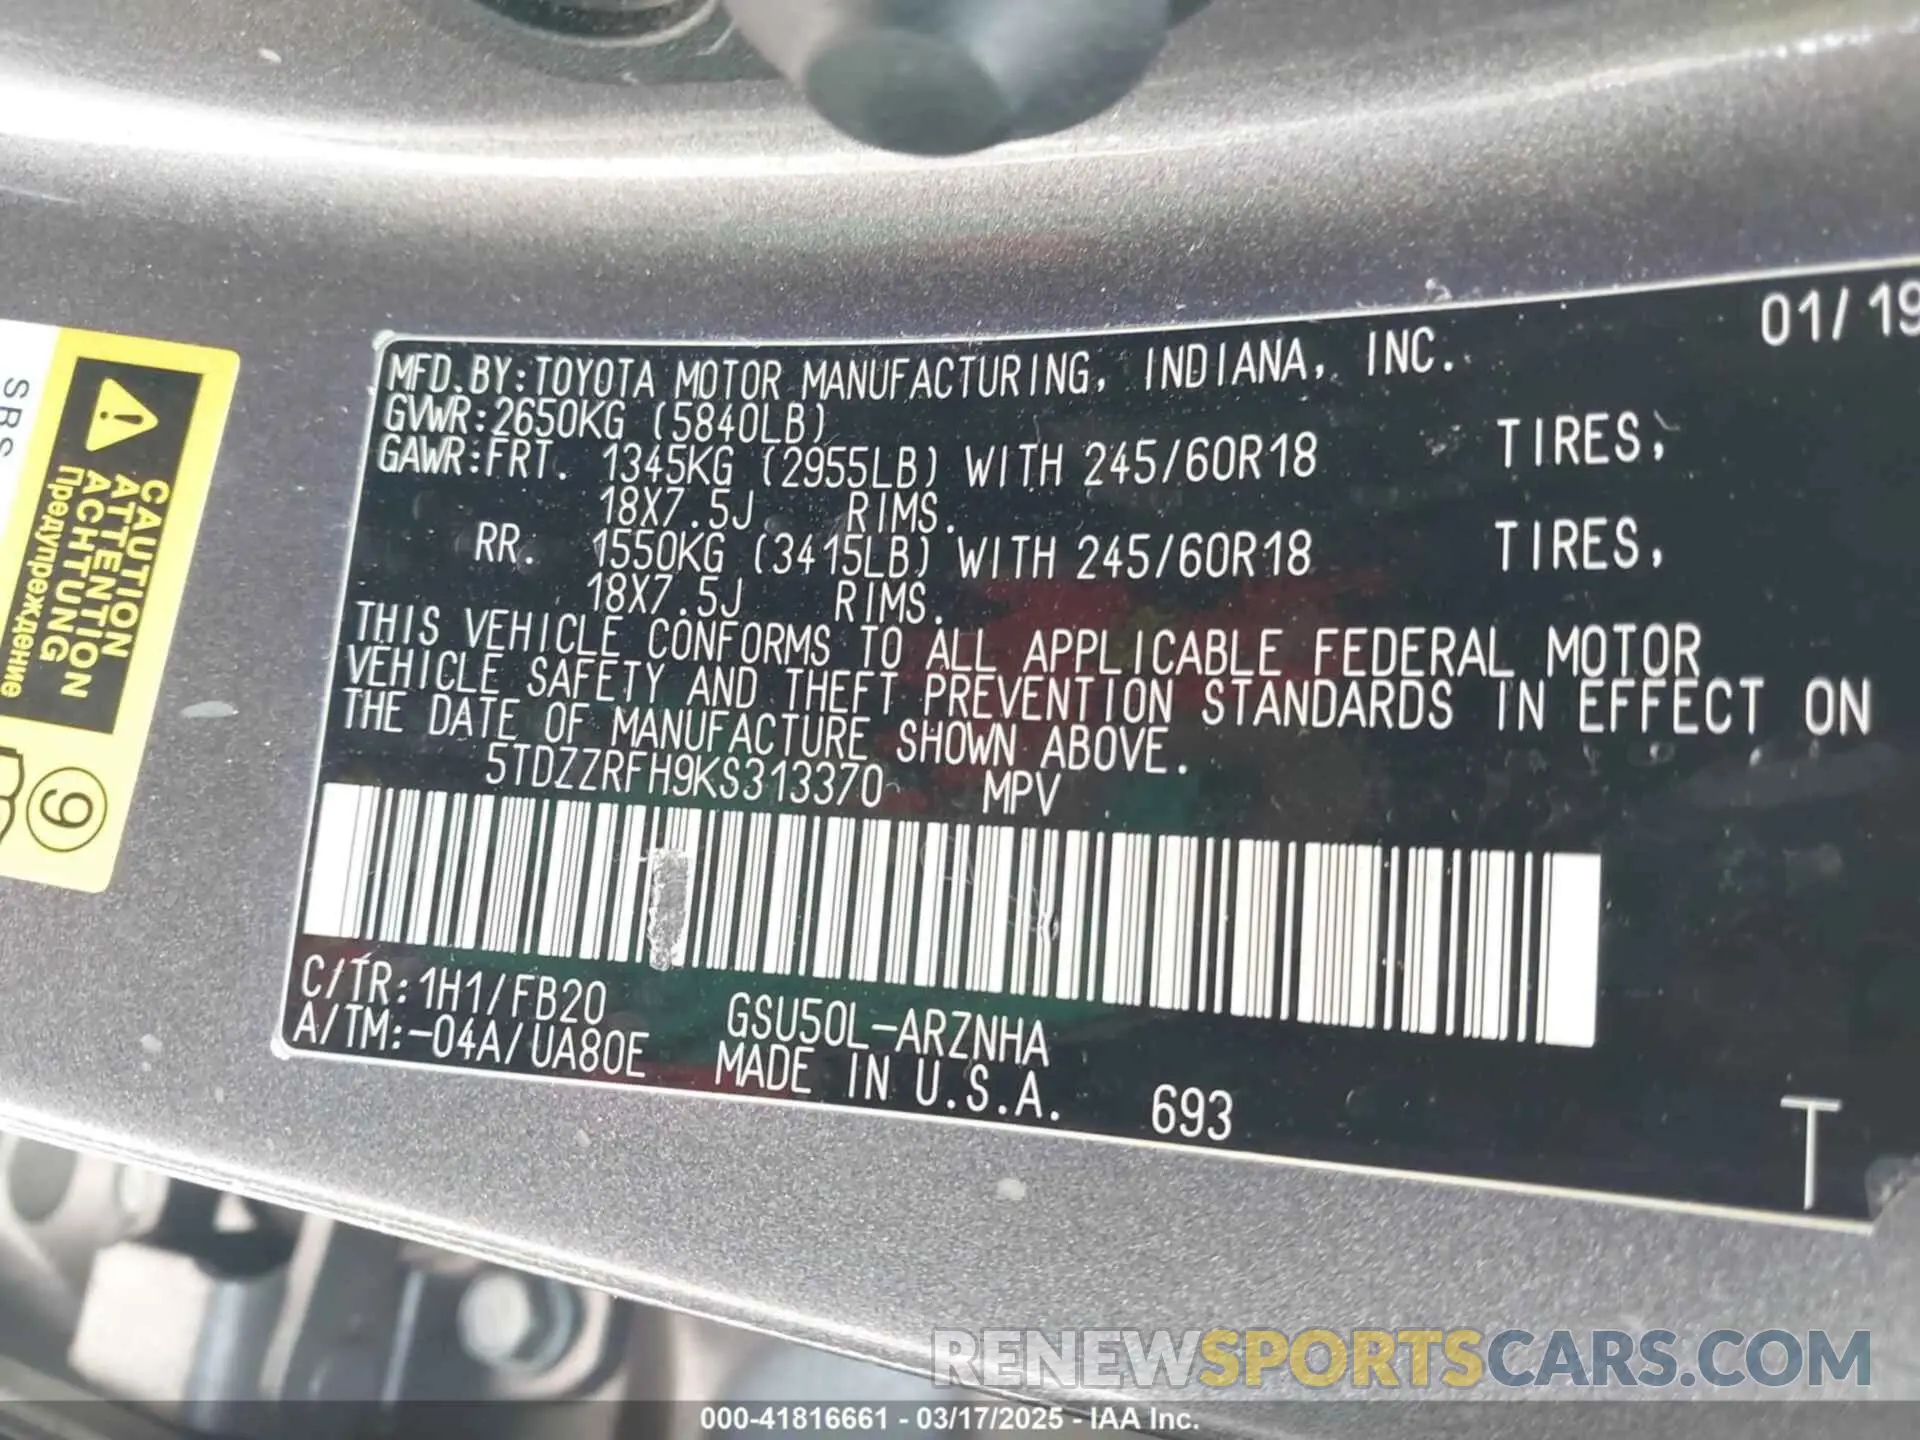 01/19
MFD.BY:TOYOTA MOTOR MANUFACTURING, INDIANA, INC.
GVWR:2650KG (5840LB)
GAWR:FRT. 1345KG (2955LB) WITH 245/60R18 TIRES,
18X7.5J RIMS.
RR. 1550KG (3415LB) WITH 245/60R18 TIRES,
18X7.5J RIMS.
THIS VEHICLE CONFORMS TO ALL APPLICABLE FEDERAL MOTOR
VEHICLE SAFETY AND THEFT PREVENTION STANDARDS IN EFFECT ON
THE DATE OF MANUFACTURE SHOWN ABOVE.
5TDZZRFH9KS313370 MPV
C/TR:1H1/FB20 GSU50L-ARZNHA
A/TM:-04A/UA80E MADE IN U.S.A. 693
T
SRS
CAUTION
ATTENTION
ACHTUNG
Предупреждение
9
RENEWSPORTSCARS.COM
000-41816661 - 03/17/2025 - IAA Inc.